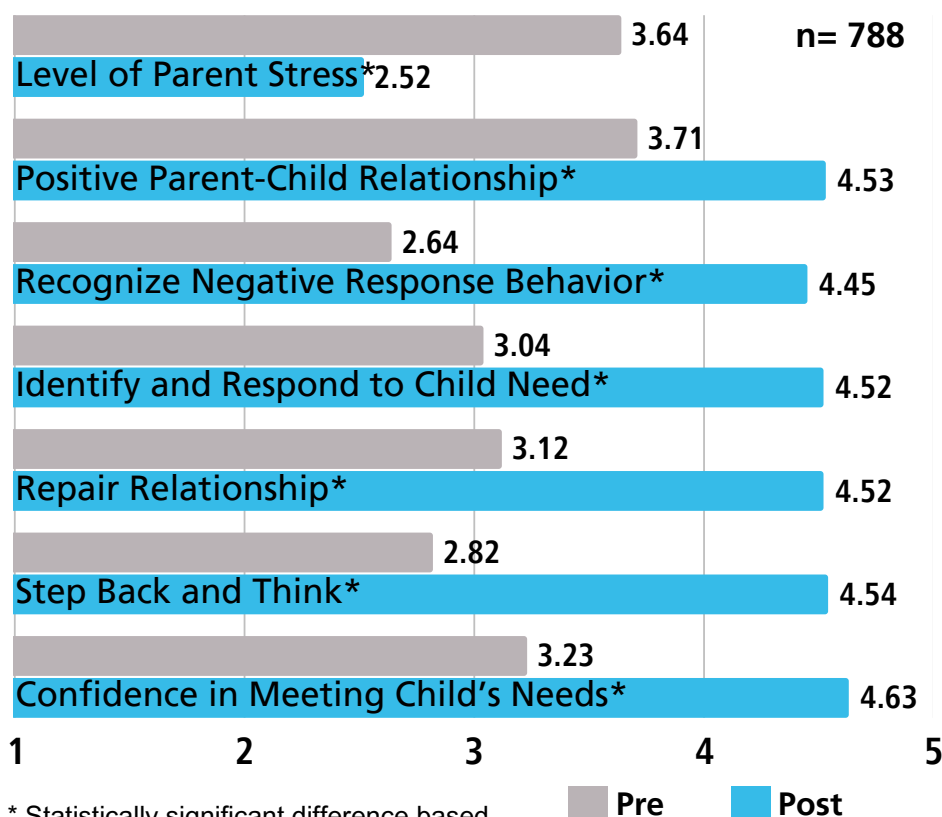 3.64 n= 788
Level of Parent Stress* 2.52
3.71
Positive Parent-Child Relationship* 4.53
2.64
Recognize Negative Response Behavior* 4.45
3.04
Identify and Respond to Child Need* 4.52
3.12
Repair Relationship* 4.52
2.82
Step Back and Think* 4.54
3.23
Confidence in Meeting Child’s Needs* 4.63
1 2 3 4 5
* Statistically significant difference based Pre Post